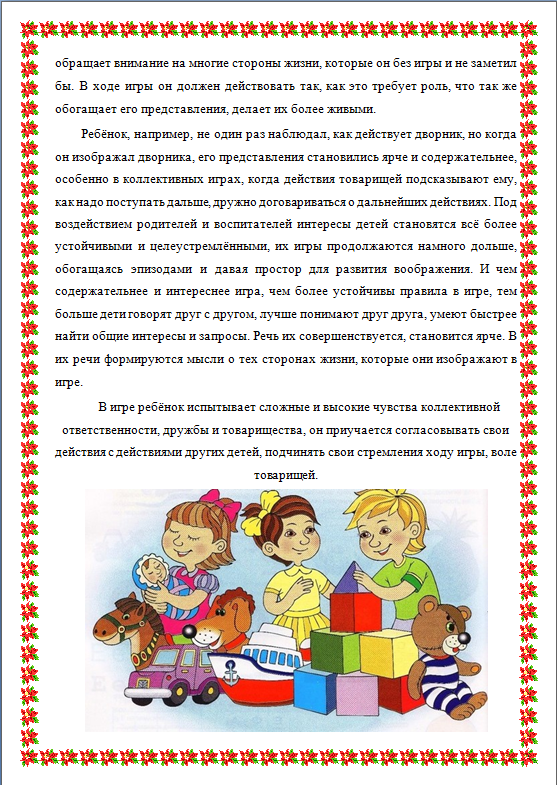 обращает внимание на многие стороны жизни, которые он без игры и не заметил
бы. В ходе игры он должен действовать так, как это требует роль, что так же
обогащает его представления, делает их более живыми.
Ребёнок, например, не один раз наблюдал, как действует дворник, но когда
он изображал дворника, его представления становились ярче и содержательнее,
особенно в коллективных играх, когда действия товарищей подсказывают ему,
как надо поступать дальше, дружно договариваться о дальнейших действиях. Под
воздействием родителей и воспитателей интересы детей становятся всё более
устойчивыми и целеустремлёнными, их игры продолжаются намного дольше,
обогащаясь эпизодами и давая простор для развития воображения. И чем
содержательнее и интереснее игра, чем более устойчивы правила в игре, тем
больше дети говорят друг с другом, лучше понимают друг друга, умеют быстрее
найти общие интересы и запросы. Речь их совершенствуется, становится ярче. В
их речи формируются мысли о тех сторонах жизни, которые они изображают в
игре.
В игре ребёнок испытывает сложные и высокие чувства коллективной
ответственности, дружбы и товарищества, он приучается согласовывать свои
действия с действиями других детей, подчинять свои стремления ходу игры, воле
товарищей.